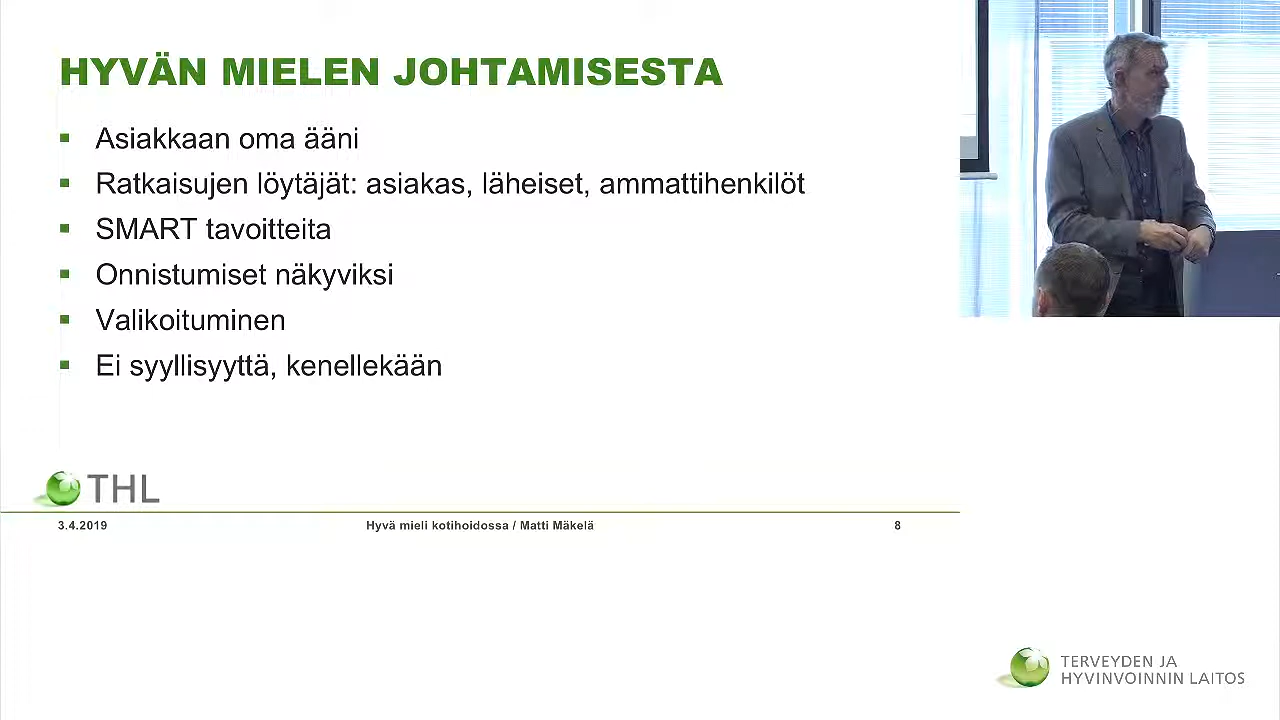 HYVÄN MIELEN JOHTAMISESTA
Asiakkaan oma ääni
Ratkaisujen löytäjät: asiakas, läheiset, ammattihenkilöt
SMART tavoitteita
Onnistumiset näkyviksi
Valikoituminen
Ei syyllisyyttä, kenellekään
THL
3.4.2019
Hyvä mieli kotihoidossa / Matti Mäkelä
8
TERVEYDEN JA
HYVINVOINNIN LAITOS